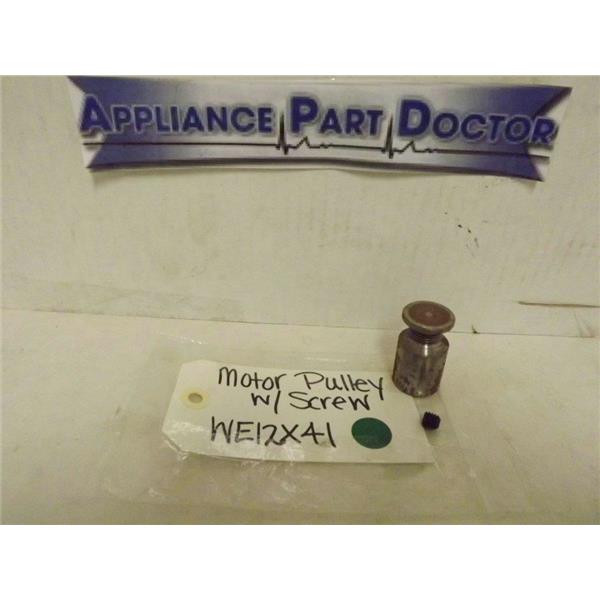 APPLIANCE PART DOCTOR
Motor Pulley
w/ Screw
WE12X41